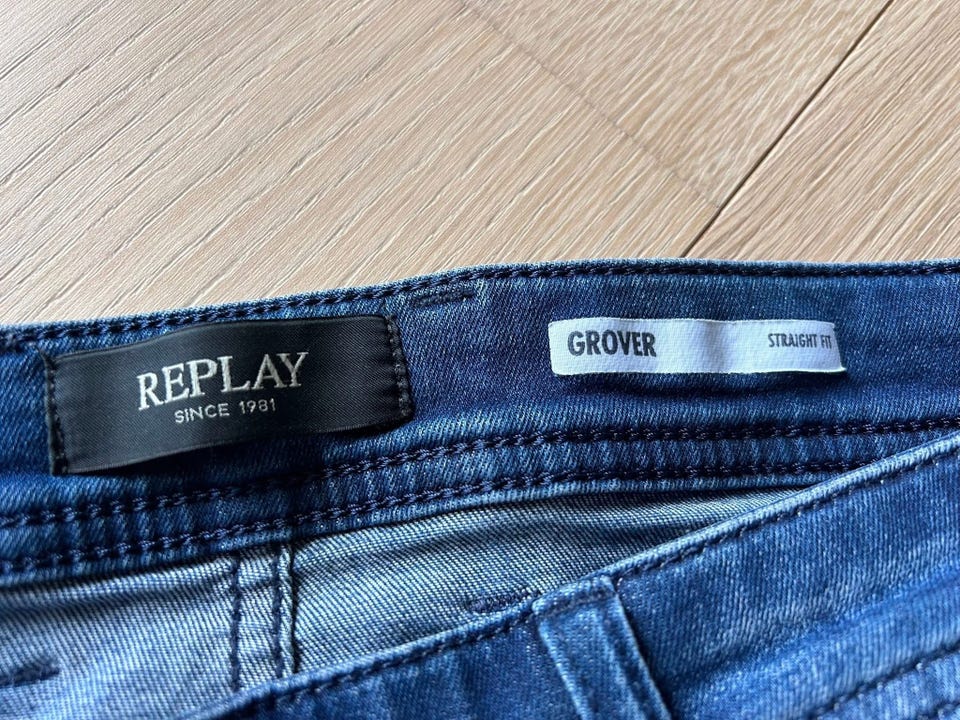 REPLAY
SINCE 1981
GROVER STRAIGHT FIT